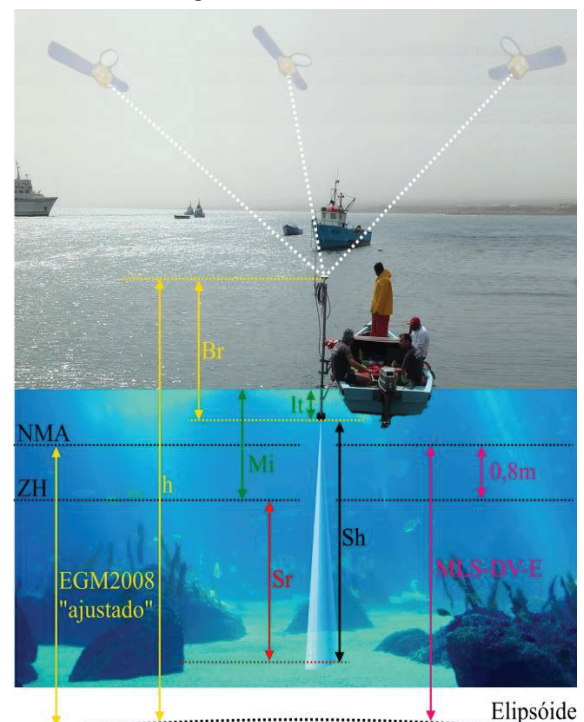 Br
It
NMA
Mi
0,8m
h
ZH
Sh
MLS-DV-E
Sr
EGM2008
"ajustado"
Elipsóide